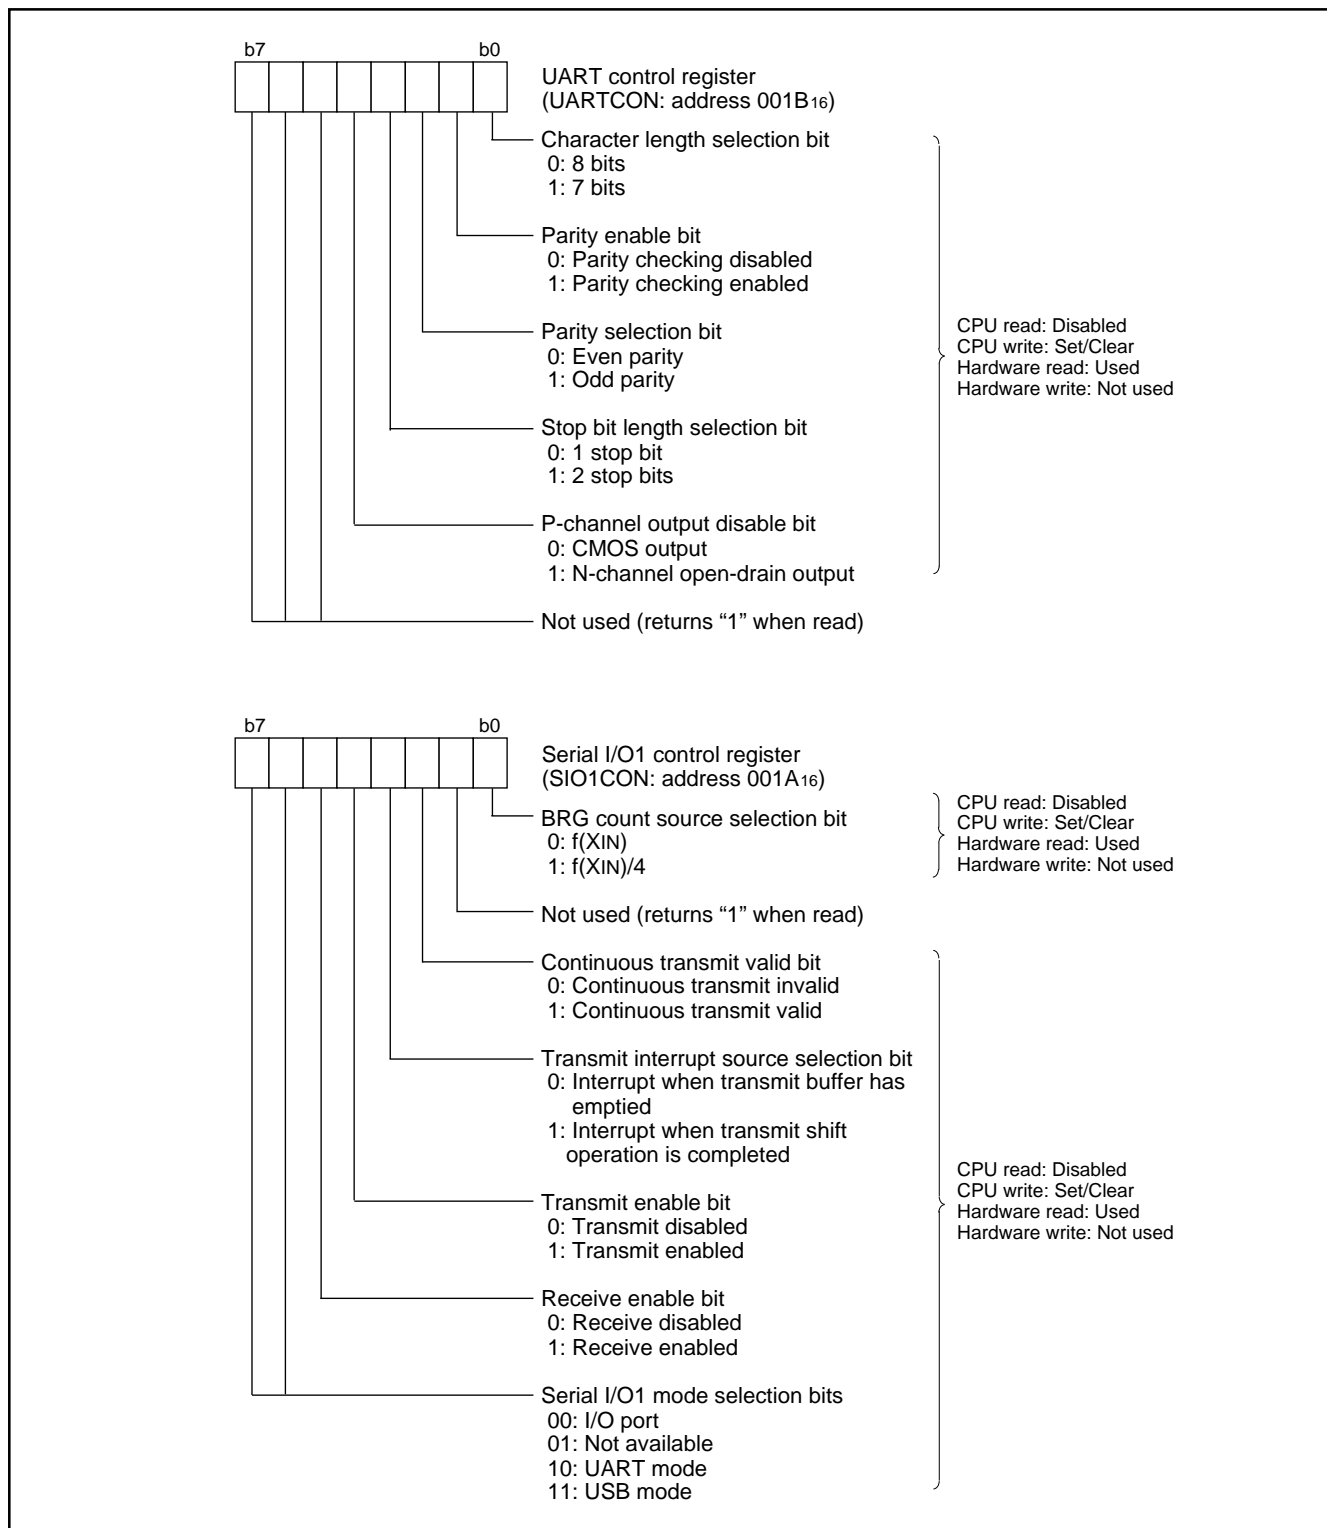 b7 b0
UART control register
(UARTCON: address 001B16)
Character length selection bit
0: 8 bits
1: 7 bits
Parity enable bit
0: Parity checking disabled
1: Parity checking enabled
Parity selection bit
0: Even parity
1: Odd parity
CPU read: Disabled
CPU write: Set/Clear
Hardware read: Used
Hardware write: Not used
Stop bit length selection bit
0: 1 stop bit
1: 2 stop bits
P-channel output disable bit
0: CMOS output
1: N-channel open-drain output
Not used (returns “1” when read)
b7 b0
Serial I/O1 control register
(SIO1CON: address 001A16)
BRG count source selection bit
0: f(XIN)
1: f(XIN)/4
CPU read: Disabled
CPU write: Set/Clear
Hardware read: Used
Hardware write: Not used
Not used (returns “1” when read)
Continuous transmit valid bit
0: Continuous transmit invalid
1: Continuous transmit valid
Transmit interrupt source selection bit
0: Interrupt when transmit buffer has
emptied
1: Interrupt when transmit shift
operation is completed
Transmit enable bit
0: Transmit disabled
1: Transmit enabled
CPU read: Disabled
CPU write: Set/Clear
Hardware read: Used
Hardware write: Not used
Receive enable bit
0: Receive disabled
1: Receive enabled
Serial I/O1 mode selection bits
00: I/O port
01: Not available
10: UART mode
11: USB mode